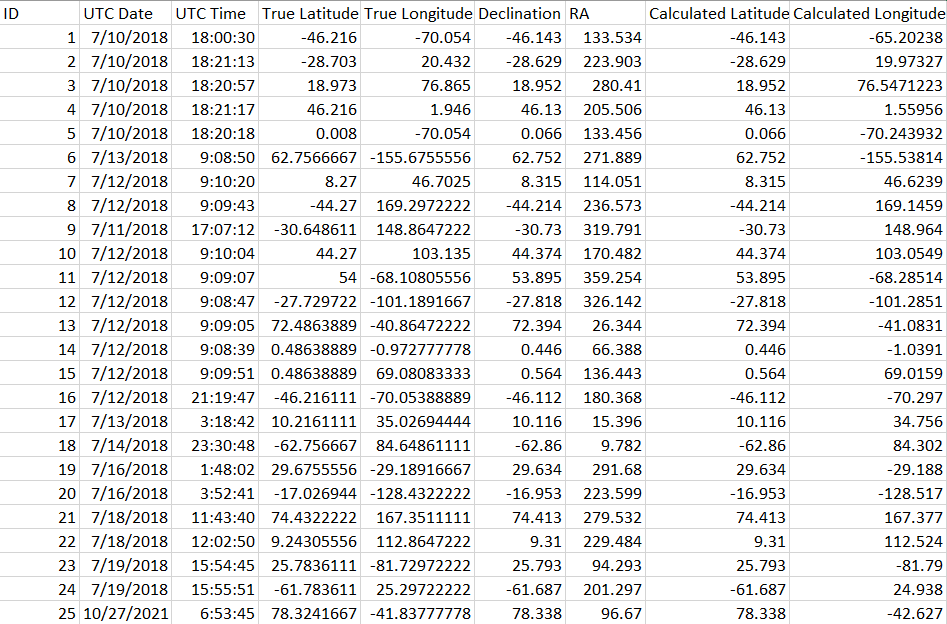 ID UTC Date UTC Time True Latitude True Longitude Declination RA Calculated Latitude Calculated Longitude
1 7/10/2018 18:00:30 -46.216 -70.054 -46.143 133.534 -46.143 -65.20238
2 7/10/2018 18:21:13 -28.703 20.432 -28.629 223.903 -28.629 19.97327
3 7/10/2018 18:20:57 18.973 76.865 18.952 280.41 18.952 76.5471223
4 7/10/2018 18:21:17 46.216 1.946 46.13 205.506 46.13 1.55956
5 7/10/2018 18:20:18 0.008 -70.054 0.066 133.456 0.066 -70.243932
6 7/13/2018 9:08:50 62.7566667 -155.6755556 62.752 271.889 62.752 -155.53814
7 7/12/2018 9:10:20 8.27 46.7025 8.315 114.051 8.315 46.6239
8 7/12/2018 9:09:43 -44.27 169.2972222 -44.214 236.573 -44.214 169.1459
9 7/11/2018 17:07:12 -30.648611 148.8647222 -30.73 319.791 -30.73 148.964
10 7/12/2018 9:10:04 44.27 103.135 44.374 170.482 44.374 103.0549
11 7/12/2018 9:09:07 54 -68.10805556 53.895 359.254 53.895 -68.28514
12 7/12/2018 9:08:47 -27.729722 -101.1891667 -27.818 326.142 -27.818 -101.2851
13 7/12/2018 9:09:05 72.4863889 -40.86472222 72.394 26.344 72.394 -41.0831
14 7/12/2018 9:08:39 0.48638889 -0.972777778 0.446 66.388 0.446 -1.0391
15 7/12/2018 9:09:51 0.48638889 69.08083333 0.564 136.443 0.564 69.0159
16 7/12/2018 21:19:47 -46.216111 -70.05388889 -46.112 180.368 -46.112 -70.297
17 7/13/2018 3:18:42 10.2161111 35.02694444 10.116 15.396 10.116 34.756
18 7/14/2018 23:30:48 -62.756667 84.64861111 -62.86 9.782 -62.86 84.302
19 7/16/2018 1:48:02 29.6755556 -29.18916667 29.634 291.68 29.634 -29.188
20 7/16/2018 3:52:41 -17.026944 -128.4322222 -16.953 223.599 -16.953 -128.517
21 7/18/2018 11:43:40 74.4322222 167.3511111 74.413 279.532 74.413 167.377
22 7/18/2018 12:02:50 9.24305556 112.8647222 9.31 229.484 9.31 112.524
23 7/19/2018 15:54:45 25.7836111 -81.72972222 25.793 94.293 25.793 -81.79
24 7/19/2018 15:55:51 -61.783611 25.29722222 -61.687 201.297 -61.687 24.938
25 10/27/2021 6:53:45 78.3241667 -41.83777778 78.338 96.67 78.338 -42.627